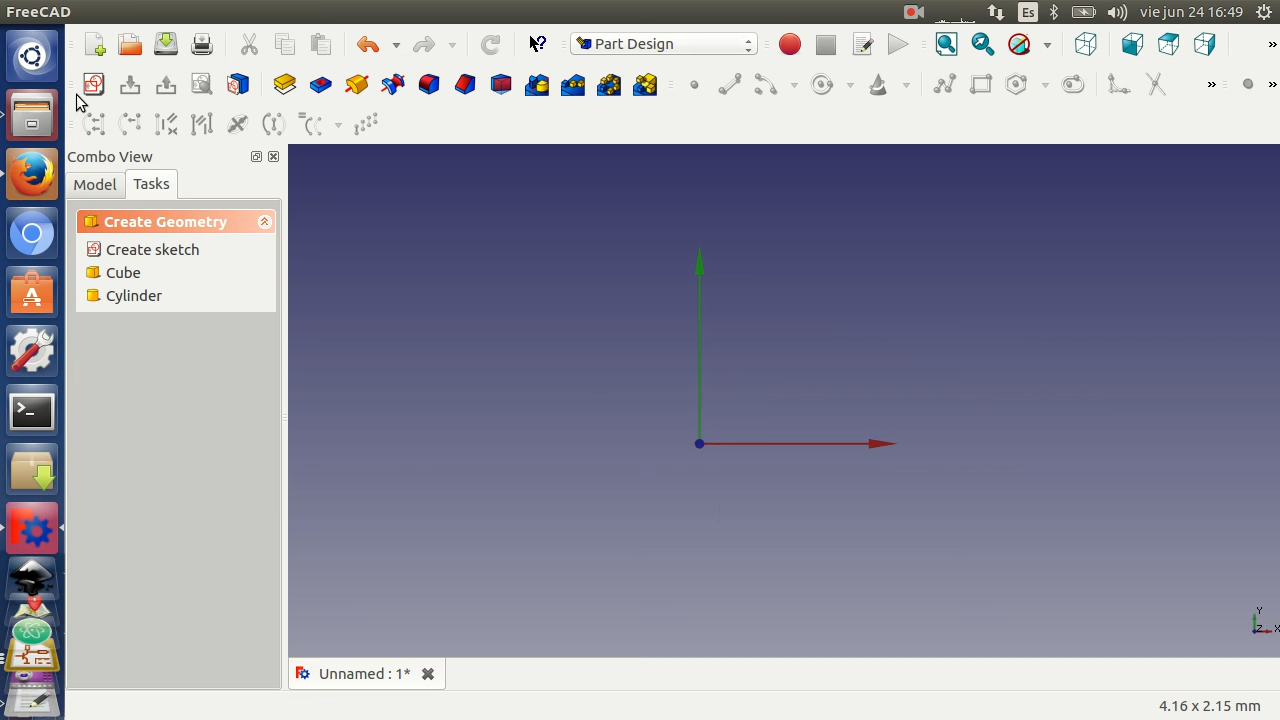 FreeCAD
Es
vie jun 24 16:49
Part Design
»
» »
Combo View
Model Tasks
Create Geometry
Create sketch
Cube
Cylinder
Y
Z X
Unnamed : 1*
4.16 x 2.15 mm